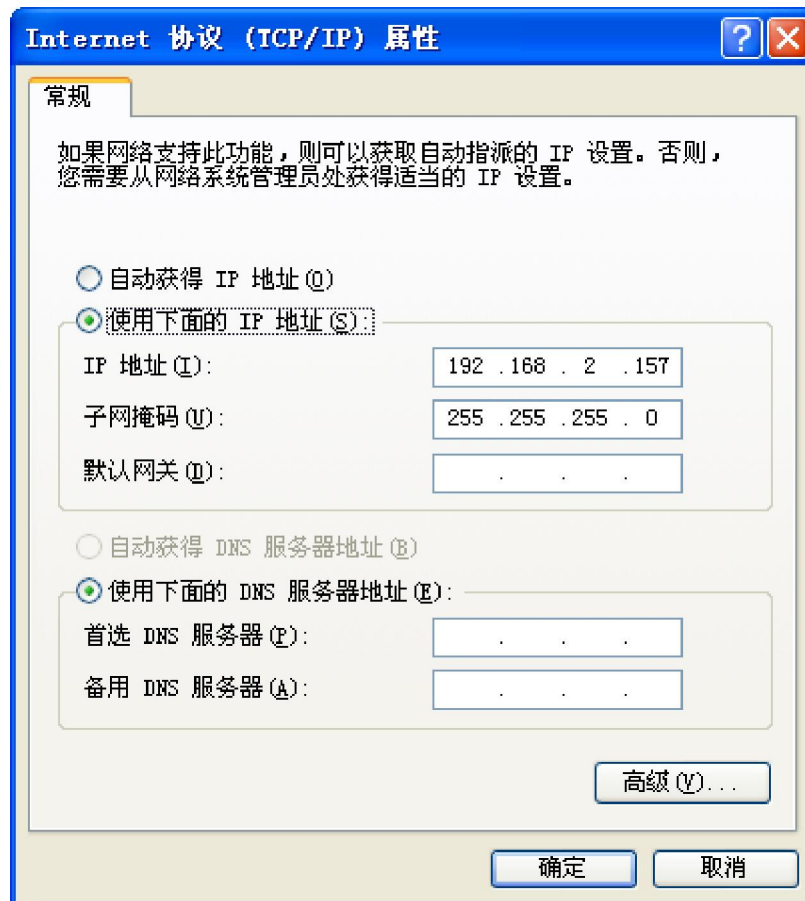 Internet 协议 (TCP/IP) 属性
常规
如果网络支持此功能，则可以获取自动指派的 IP 设置。否则，
您需要从网络系统管理员处获得适当的 IP 设置。
自动获得 IP 地址(O)
使用下面的 IP 地址(S):
IP 地址(I): 192 .168 . 2 .157
子网掩码(U): 255 .255 .255 . 0
默认网关(D): . . .
自动获得 DNS 服务器地址(B)
使用下面的 DNS 服务器地址(E):
首选 DNS 服务器(P): . . .
备用 DNS 服务器(A): . . .
高级(V)...
确定 取消